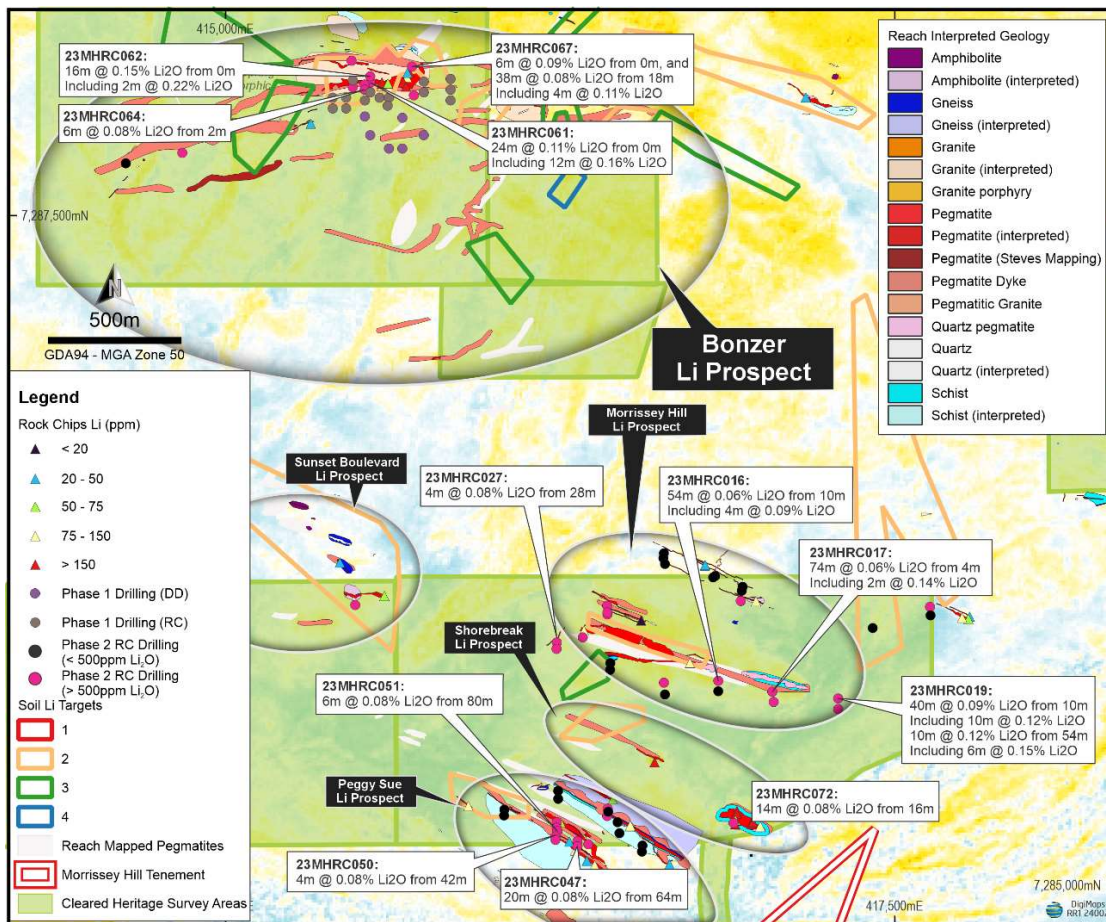 415,000mE
23MHRC062:
16m @ 0.15% Li2O from 0m
Including 2m @ 0.22% Li2O
23MHRC067:
6m @ 0.09% Li2O from 0m, and
38m @ 0.08% Li2O from 18m
Including 4m @ 0.11% Li2O
23MHRC064:
6m @ 0.08% Li2O from 2m
23MHRC061:
24m @ 0.11% Li2O from 0m
Including 12m @ 0.16% Li2O
7,287,500mN
N
500m
GDA94 - MGA Zone 50
Bonzer
Li Prospect
Reach Interpreted Geology
Amphibolite
Amphibolite (interpreted)
Gneiss
Gneiss (interpreted)
Granite
Granite (interpreted)
Granite porphyry
Pegmatite
Pegmatite (interpreted)
Pegmatite (Steves Mapping)
Pegmatite Dyke
Pegmatitic Granite
Quartz pegmatite
Quartz
Quartz (interpreted)
Schist
Schist (interpreted)
Legend
Rock Chips Li (ppm)
< 20
20 - 50
50 - 75
75 - 150
> 150
Phase 1 Drilling (DD)
Phase 1 Drilling (RC)
Phase 2 RC Drilling
(< 500ppm Li2O)
Phase 2 RC Drilling
(> 500ppm Li2O)
Soil Li Targets
1
2
3
4
Reach Mapped Pegmatites
Morrissey Hill Tenement
Cleared Heritage Survey Areas
Morrissey Hill
Li Prospect
Sunset Boulevard
Li Prospect
23MHRC027:
4m @ 0.08% Li2O from 28m
23MHRC016:
54m @ 0.06% Li2O from 10m
Including 4m @ 0.09% Li2O
23MHRC017:
74m @ 0.06% Li2O from 4m
Including 2m @ 0.14% Li2O
Shorebreak
Li Prospect
23MHRC051:
6m @ 0.08% Li2O from 80m
23MHRC019:
40m @ 0.09% Li2O from 10m
Including 10m @ 0.12% Li2O
10m @ 0.12% Li2O from 54m
Including 6m @ 0.15% Li2O
Peggy Sue
Li Prospect
23MHRC072:
14m @ 0.08% Li2O from 16m
23MHRC050:
4m @ 0.08% Li2O from 42m
23MHRC047:
20m @ 0.08% Li2O from 64m
7,285,000mN
417,500mE
DigiMaps